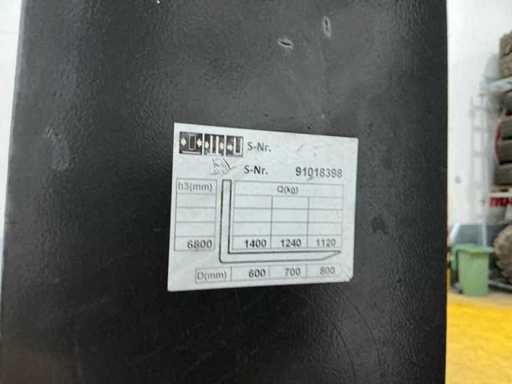 S-Nr.
S-Nr. 91018398
h3(mm) Q(kg)
6800 1400 1240 1120
D(mm) 600 700 800